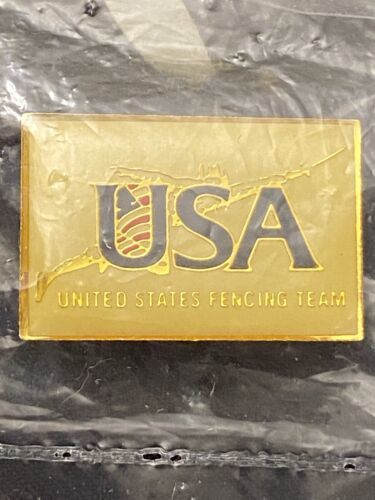 USA
UNITED STATES FENCING TEAM